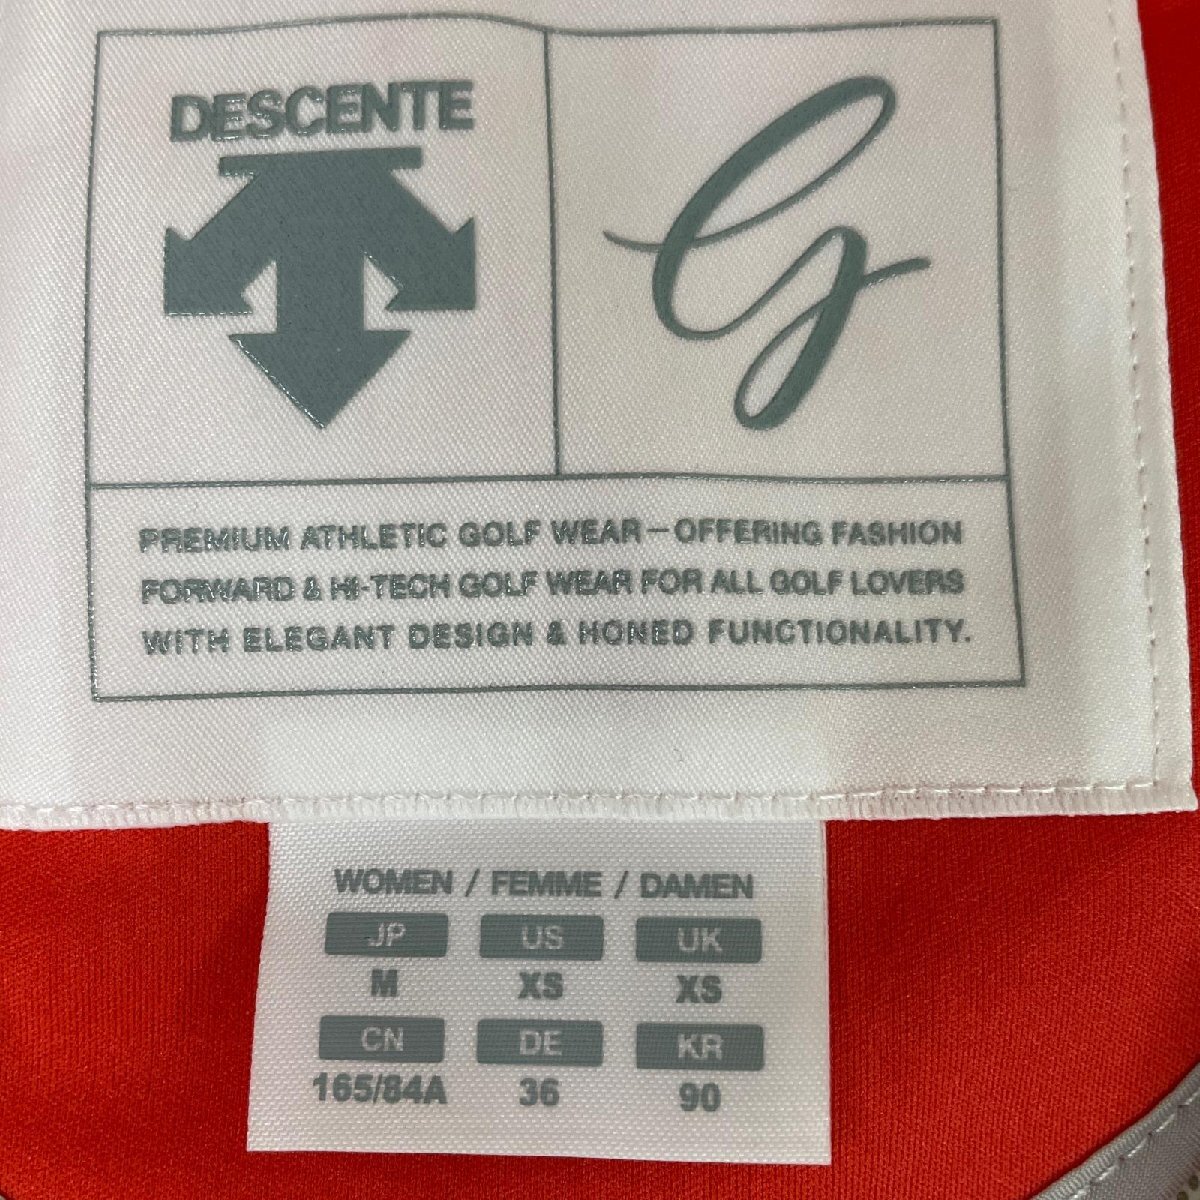 DESCENTE
G
PREMIUM ATHLETIC GOLF WEAR—OFFERING FASHION
FORWARD & HI-TECH GOLF WEAR FOR ALL GOLF LOVERS
WITH ELEGANT DESIGN & HONED FUNCTIONALITY.
WOMEN / FEMME / DAMEN
JP US UK
M XS XS
CN DE KR
165/84A 36 90